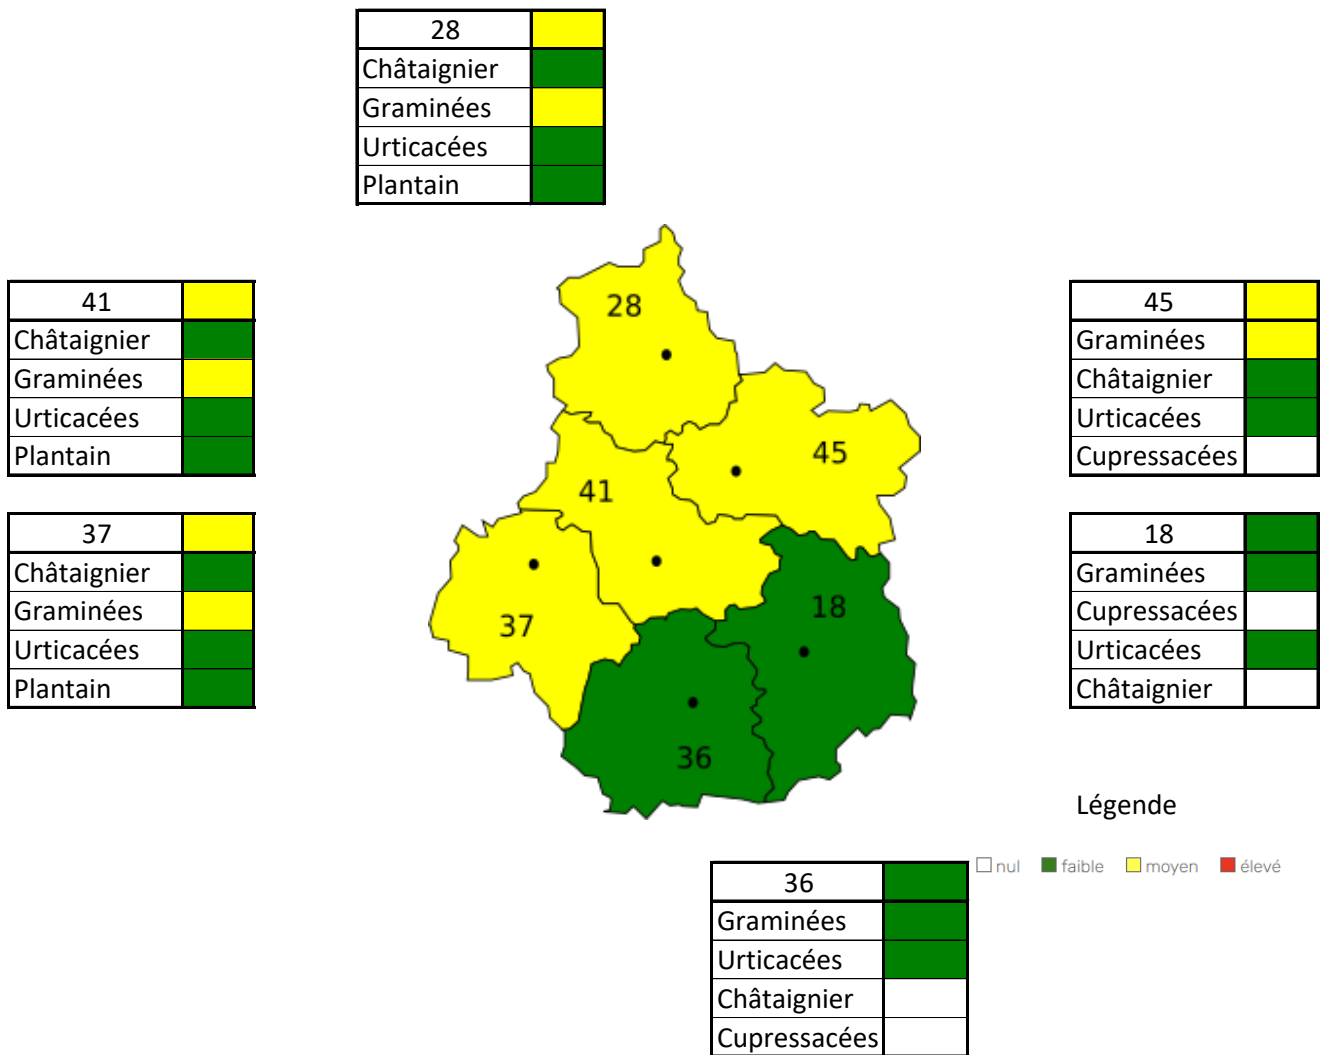 28
Châtaignier
Graminées
Urticacées
Plantain
41
Châtaignier
Graminées
Urticacées
Plantain
37
Châtaignier
Graminées
Urticacées
Plantain
28
45
41
37
18
36
45
Graminées
Châtaignier
Urticacées
Cupressacées
18
Graminées
Cupressacées
Urticacées
Châtaignier
Légende
nul faible moyen élevé
36
Graminées
Urticacées
Châtaignier
Cupressacées